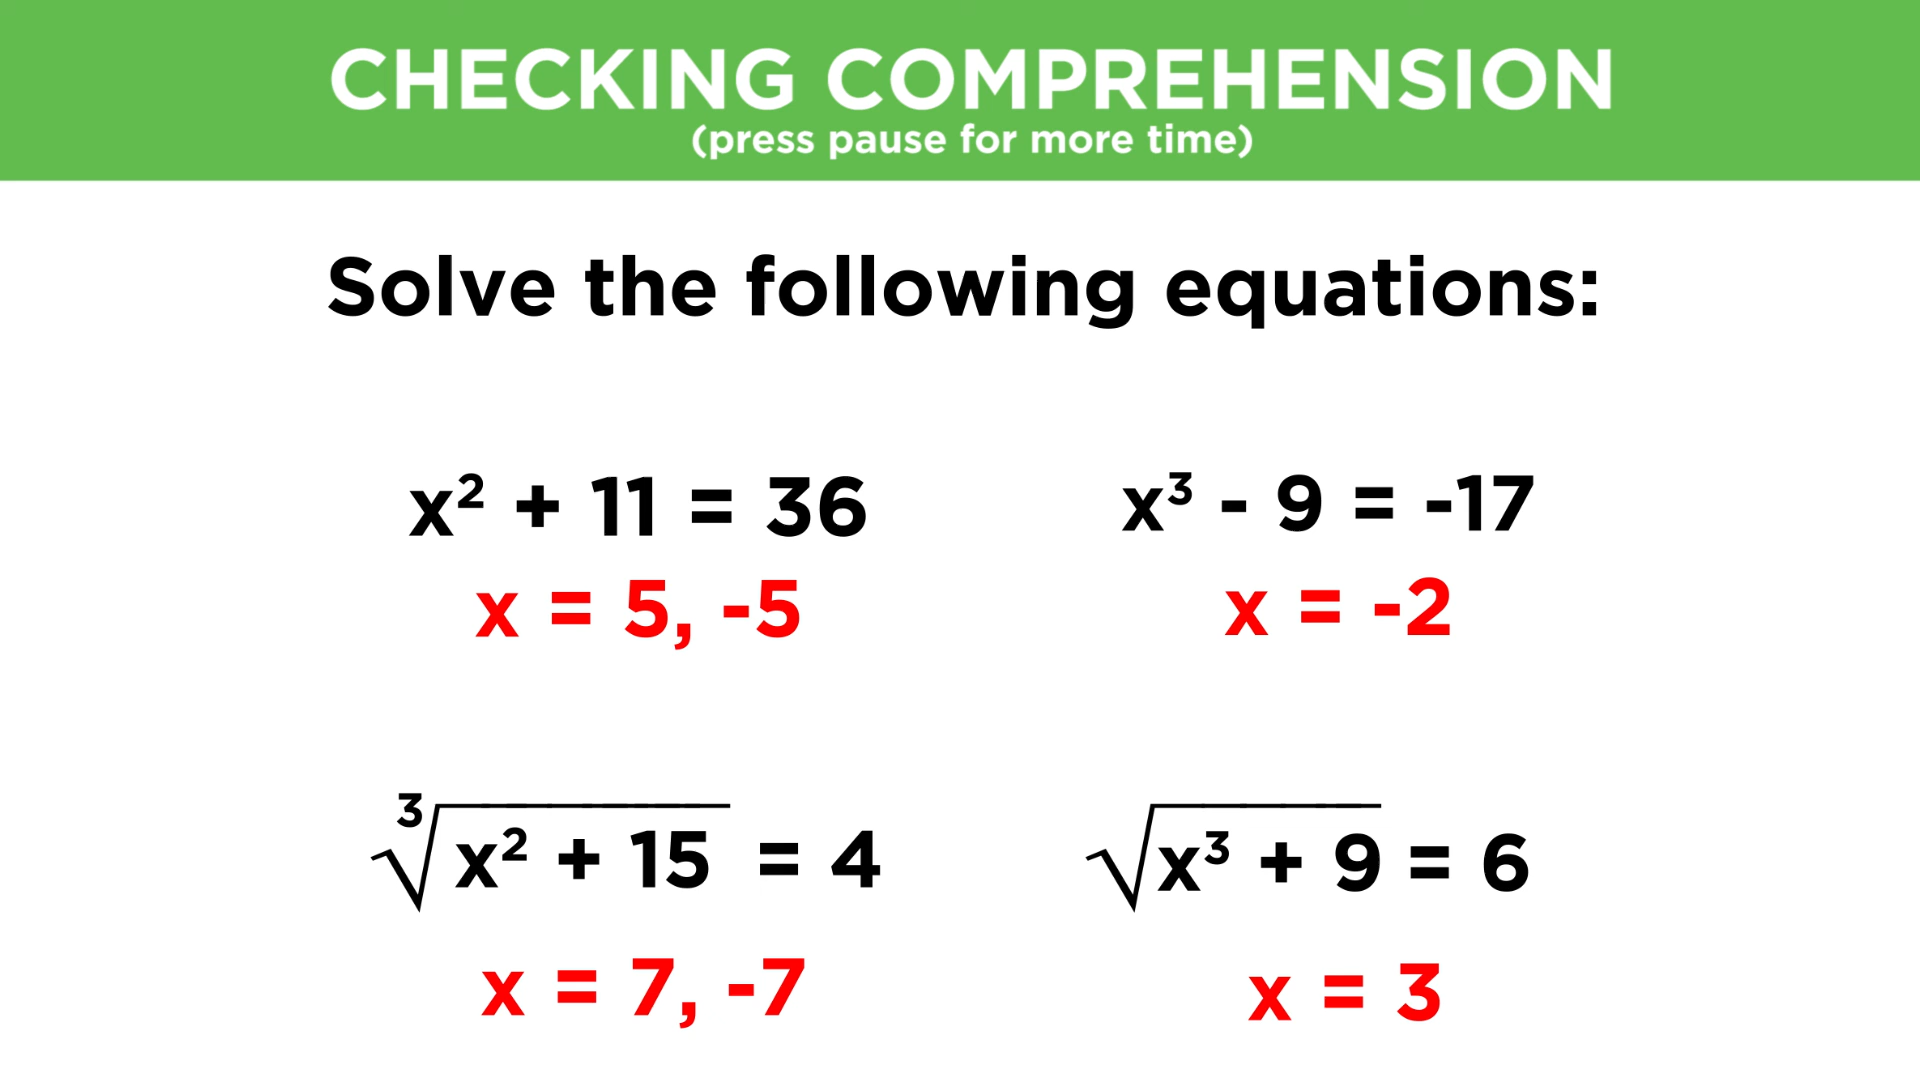 CHECKING COMPREHENSION
(press pause for more time)
Solve the following equations:
x² + 11 = 36
x = 5, -5
x³ - 9 = -17
x = -2
∛(x² + 15) = 4
x = 7, -7
√(x³ + 9) = 6
x = 3